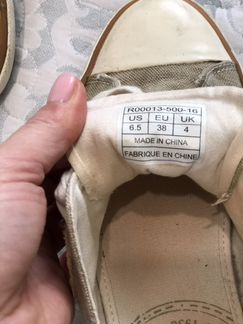 R00013-500-16
US EU UK
6.5 38 4
MADE IN CHINA
FABRIQUE EN CHINE